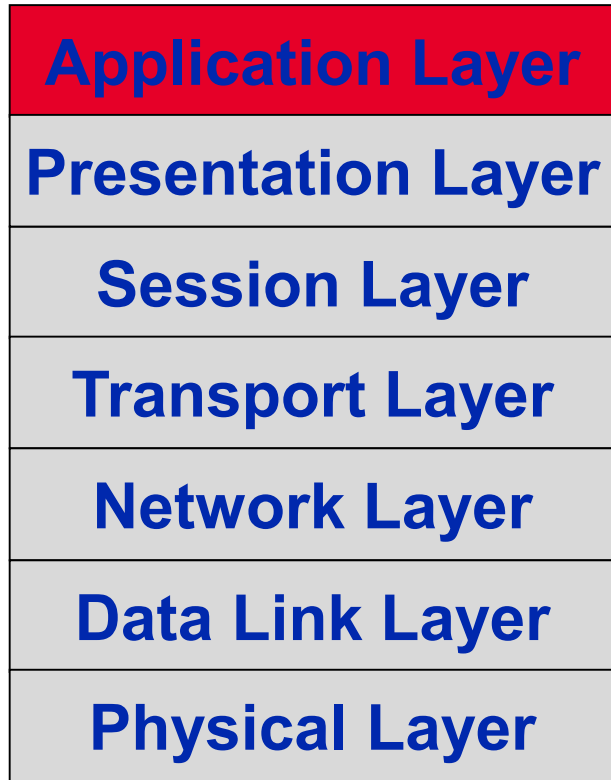 Application Layer
Presentation Layer
Session Layer
Transport Layer
Network Layer
Data Link Layer
Physical Layer